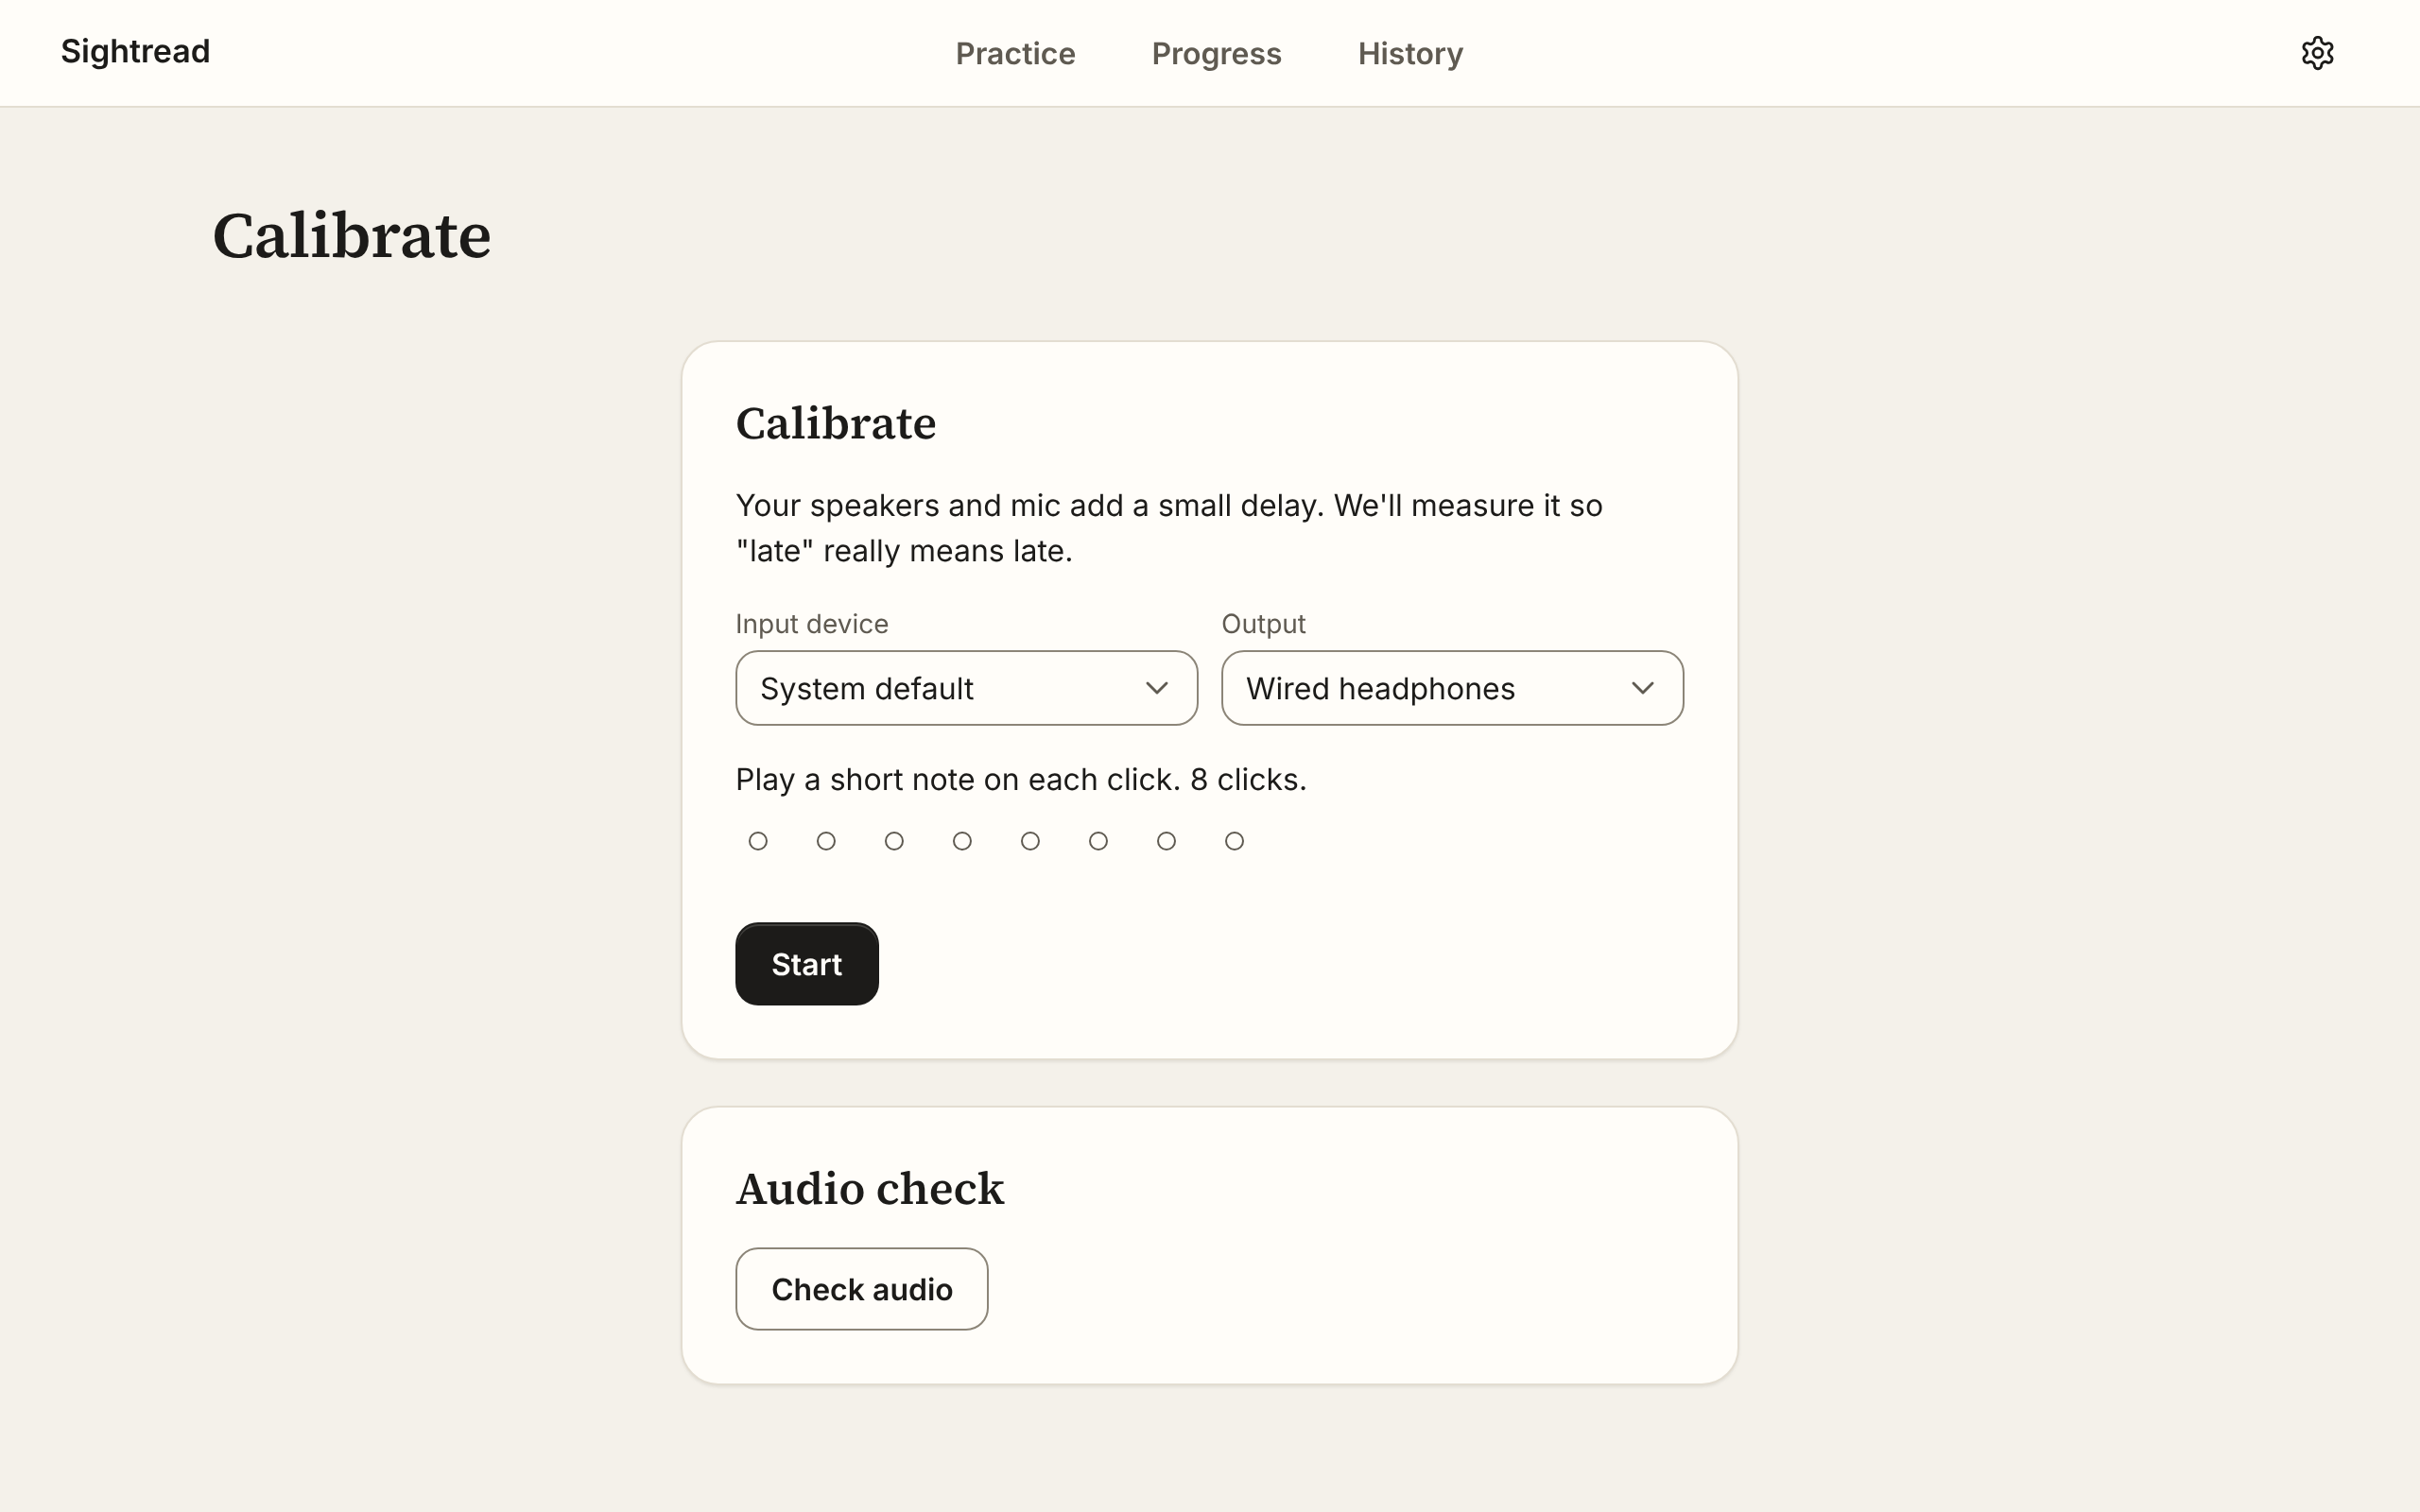 Sightread
Practice
Progress
History
Calibrate
Calibrate
Your speakers and mic add a small delay. We'll measure it so
"late" really means late.
Input device
Output
System default
Wired headphones
Play a short note on each click. 8 clicks.
Start
Audio check
Check audio